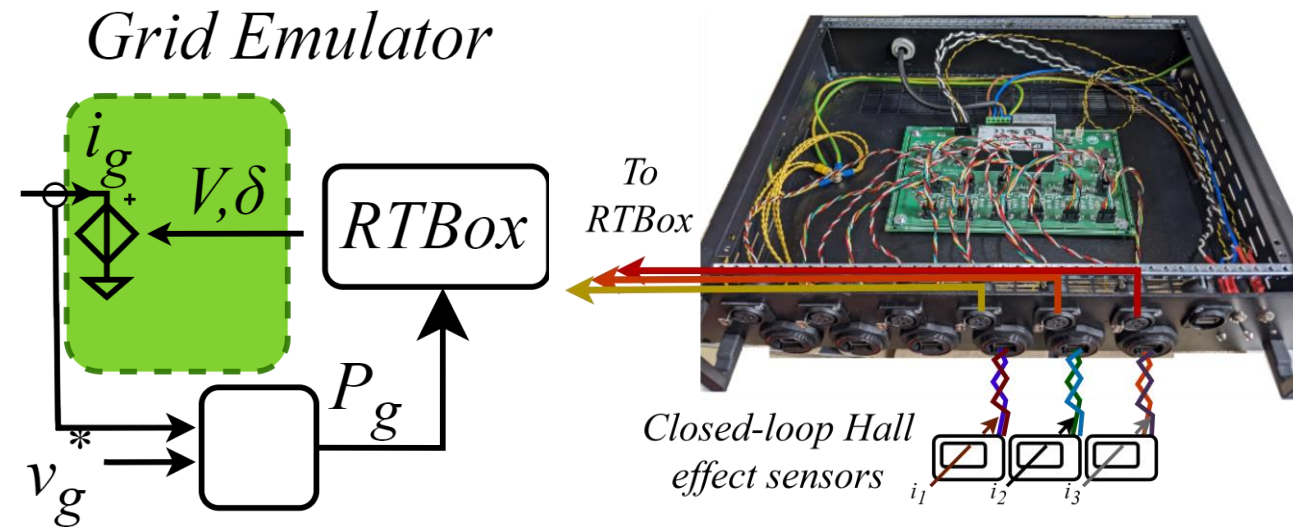 Grid Emulator
i_g
+
V,δ
RTBox
P_g
v_g*
To
RTBox
Closed-loop Hall
effect sensors
i_1
i_2
i_3